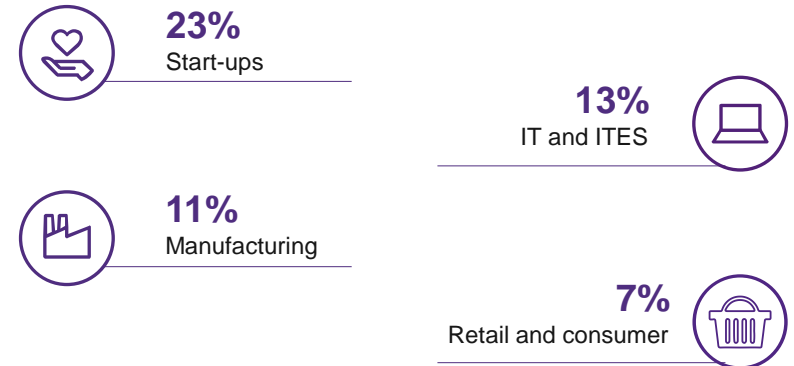 23%
Start-ups
13%
IT and ITES
11%
Manufacturing
7%
Retail and consumer